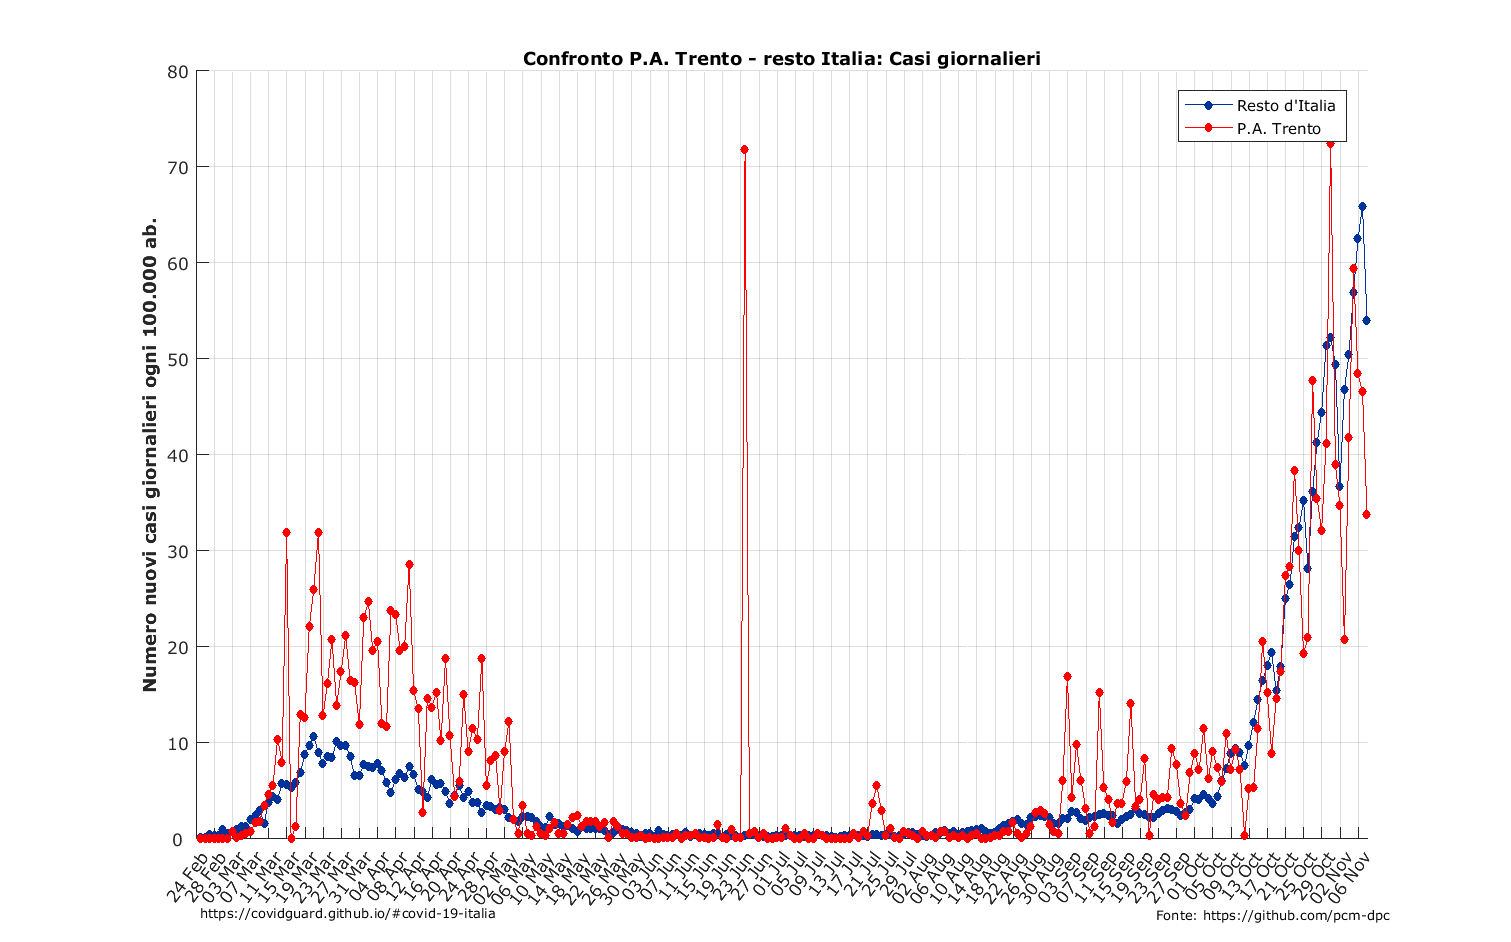 Confronto P.A. Trento - resto Italia: Casi giornalieri
Numero nuovi casi giornalieri ogni 100.000 ab.
80
70
60
50
40
30
20
10
0
Resto d'Italia
P.A. Trento
24 Feb
28 Feb
03 Mar
07 Mar
11 Mar
15 Mar
19 Mar
23 Mar
27 Mar
31 Mar
04 Apr
08 Apr
12 Apr
16 Apr
20 Apr
24 Apr
28 Apr
02 May
06 May
10 May
14 May
18 May
22 May
26 May
30 May
03 Jun
07 Jun
11 Jun
15 Jun
19 Jun
23 Jun
27 Jun
01 Jul
05 Jul
09 Jul
13 Jul
17 Jul
21 Jul
25 Jul
29 Jul
02 Aug
06 Aug
10 Aug
14 Aug
18 Aug
22 Aug
26 Aug
30 Aug
03 Sep
07 Sep
11 Sep
15 Sep
19 Sep
23 Sep
27 Sep
01 Oct
05 Oct
09 Oct
13 Oct
17 Oct
21 Oct
25 Oct
29 Oct
02 Nov
06 Nov
https://covidguard.github.io/#covid-19-italia
Fonte: https://github.com/pcm-dpc